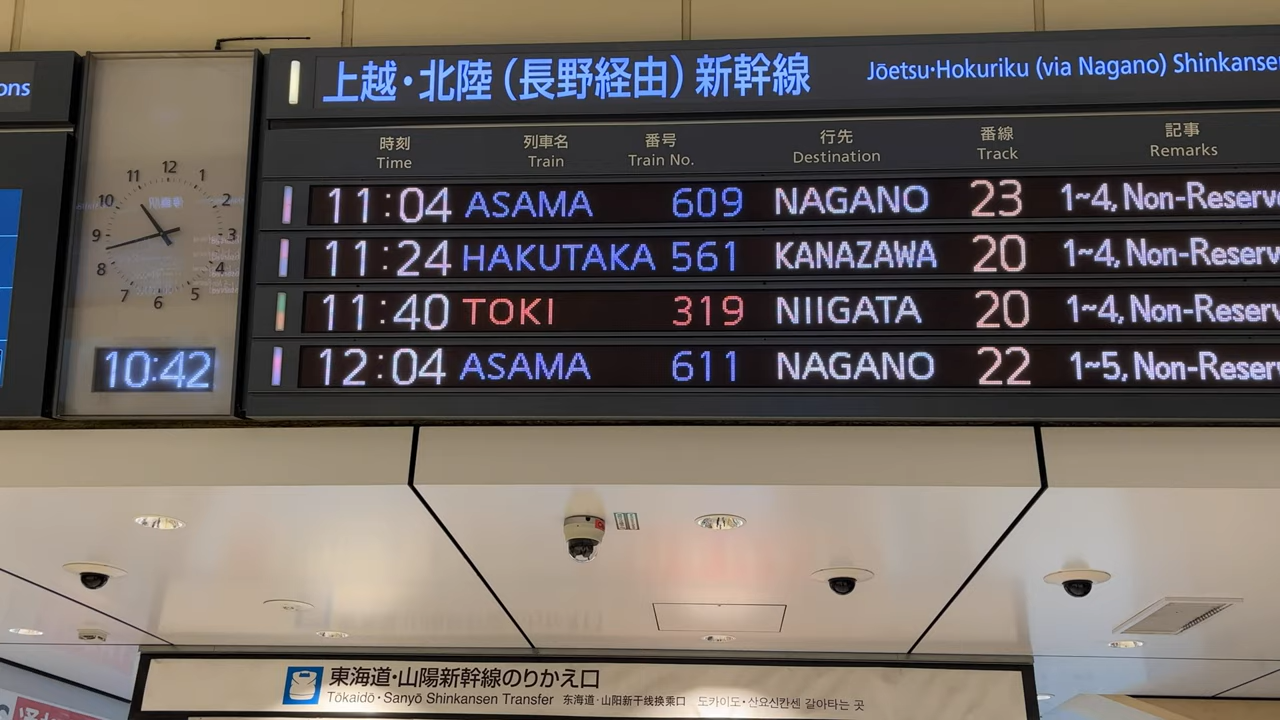 ons
上越・北陸（長野経由）新幹線 Jōetsu・Hokuriku (via Nagano)
時刻 列車名 番号 行先 番線 記事
Time Train Train No. Destination Track Remarks
11:04 ASAMA 609 NAGANO 23 1~4, Non-Reserv
11:24 HAKUTAKA 561 KANAZAWA 20 1~4, Non-Reserv
11:40 TOKI 319 NIIGATA 20 1~4, Non-Reserv
12:04 ASAMA 611 NAGANO 22 1~5, Non-Reser
12 1 2 3 4 5 6 7 8 9 10 11
10:42
東海道・山陽新幹線のりかえ口
Tōkaidō・Sanyō Shinkansen Transfer 东海道・山阳新干线换乘口 도카이도・산요신칸센 갈아타는 곳